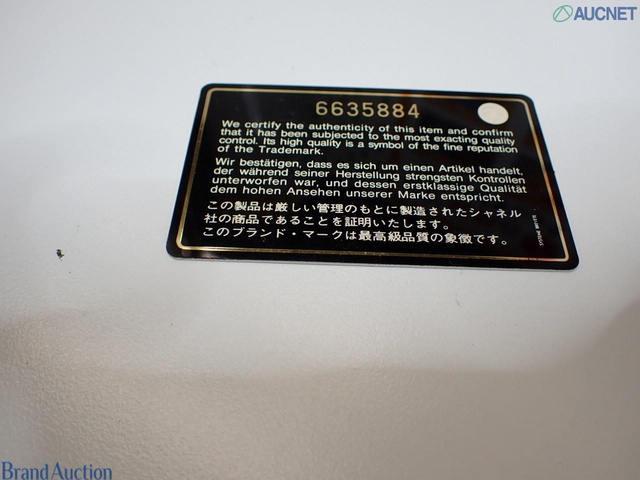 AUCNET
6635884
We certify the authenticity of this item and confirm
that it has been subjected to the most exacting quality
control. Its high quality is a symbol of the fine reputation
of the Trademark.
Wir bestätigen, dass es sich um einen Artikel handelt,
der während seiner Herstellung strengsten Kontrollen
unterworfen war, und dessen erstklassige Qualität
dem hohen Ansehen unserer Marke entspricht.
この製品は厳しい管理のもとに製造されたシャネル
社の商品であることを証明いたします。
このブランド・マークは最高級品質の象徴です。
Brand Auction